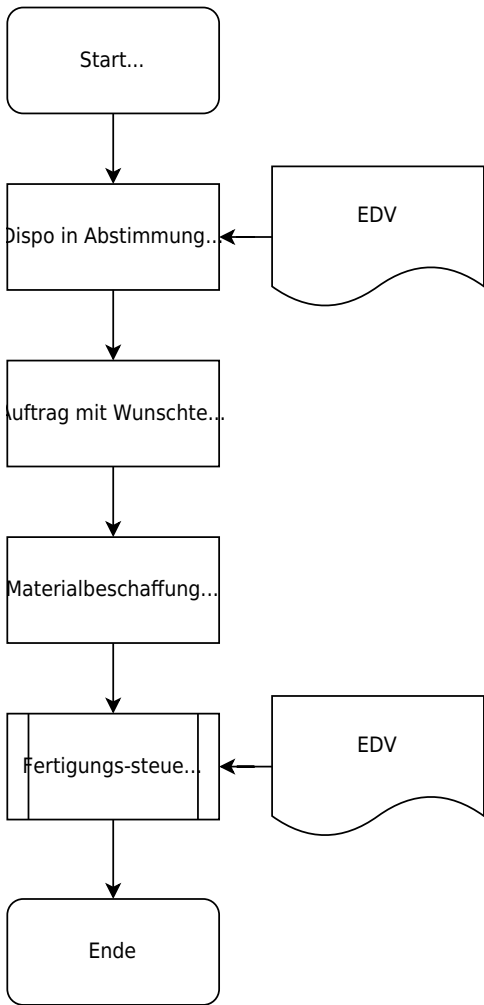 Start...
Dispo in Abstimmung...
EDV
Auftrag mit Wunschte...
Materialbeschaffung...
Fertigungs-steue...
EDV
Ende